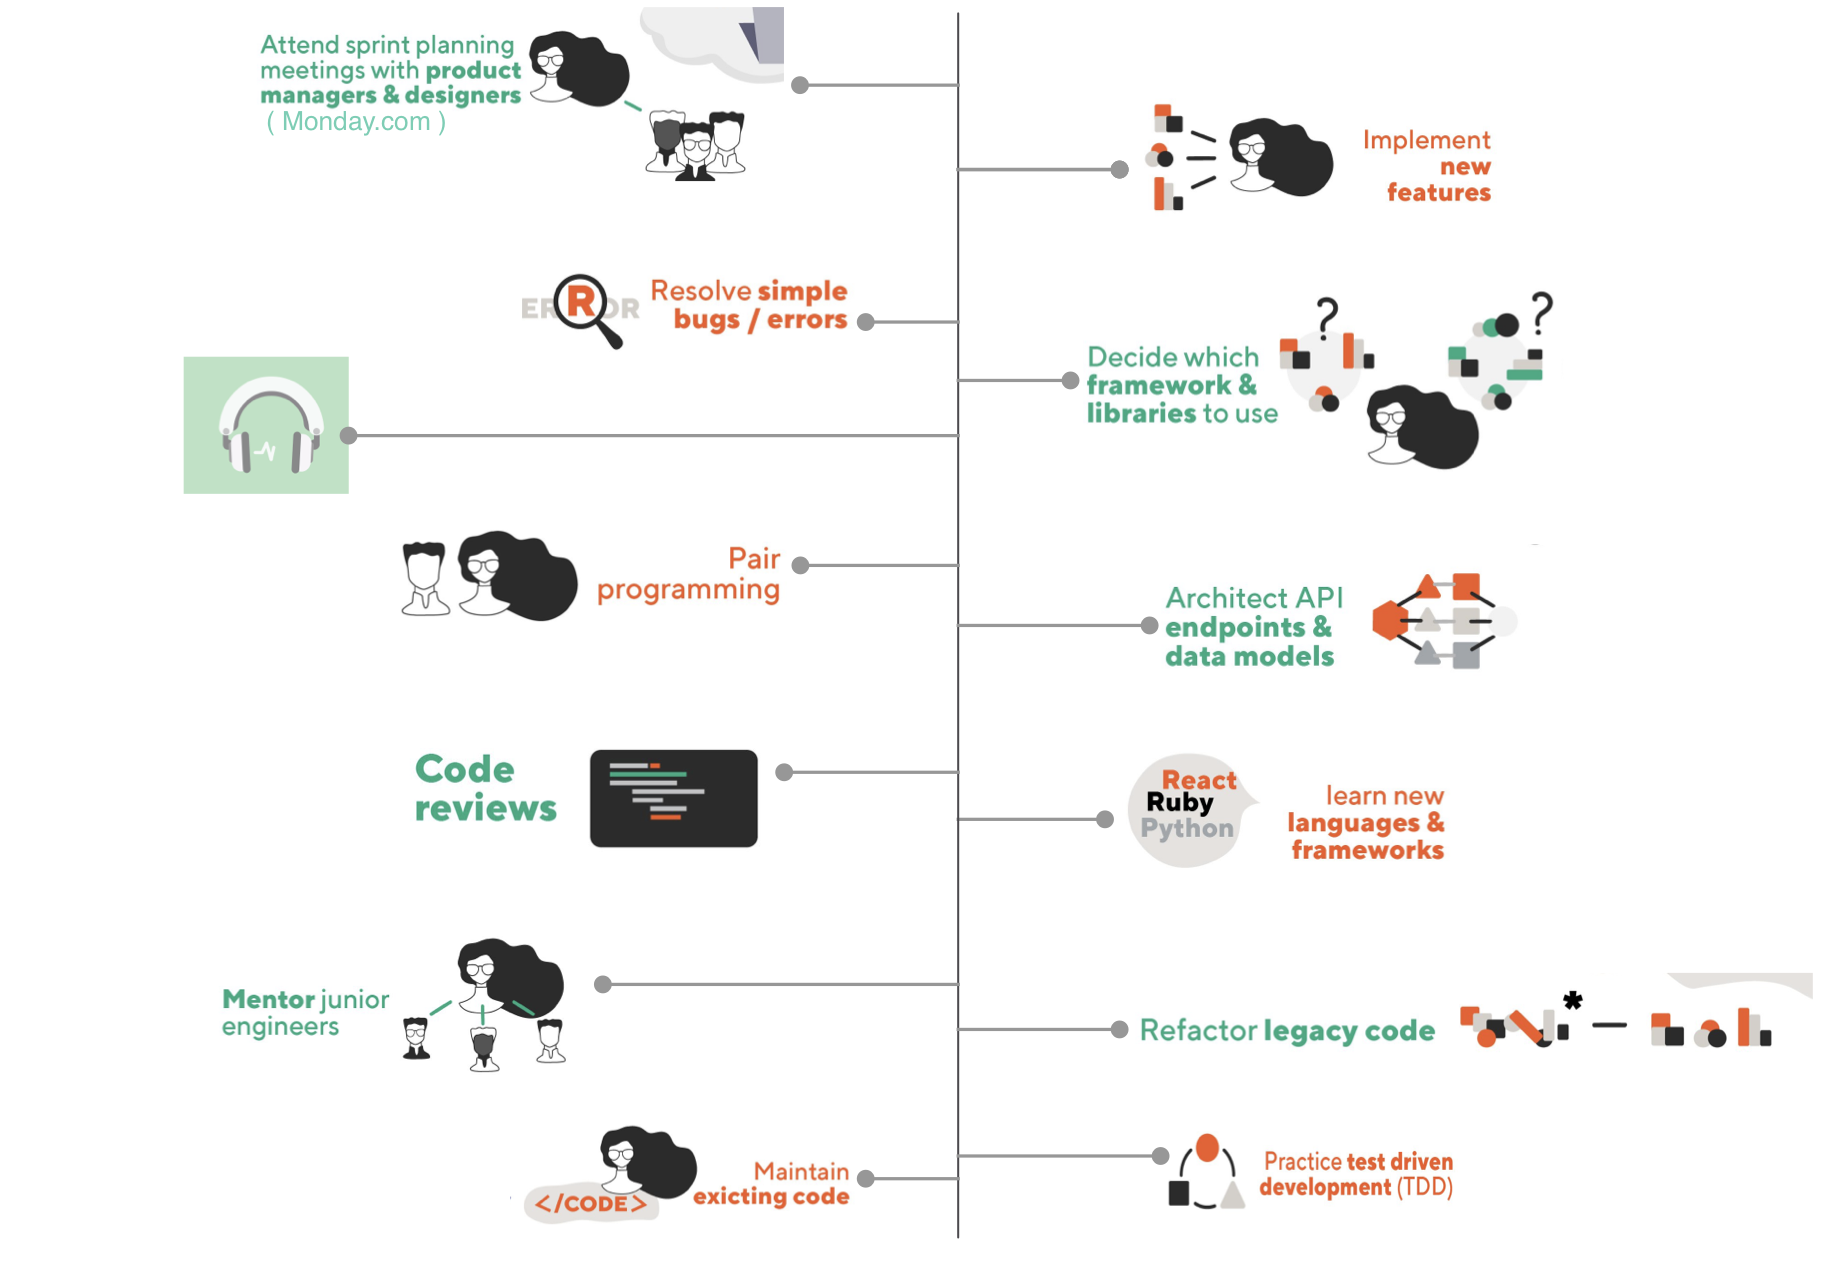 Attend sprint planning
meetings with product
managers & designers
( Monday.com )
Implement
new
features
ERROR
Resolve simple
bugs / errors
?
?
Decide which
framework &
libraries to use
Pair
programming
Architect API
endpoints &
data models
Code
reviews
React
Ruby
Python
learn new
languages &
frameworks
Mentor junior
engineers
Refactor legacy code
*
Maintain
exicting code
</CODE>
Practice test driven
development (TDD)